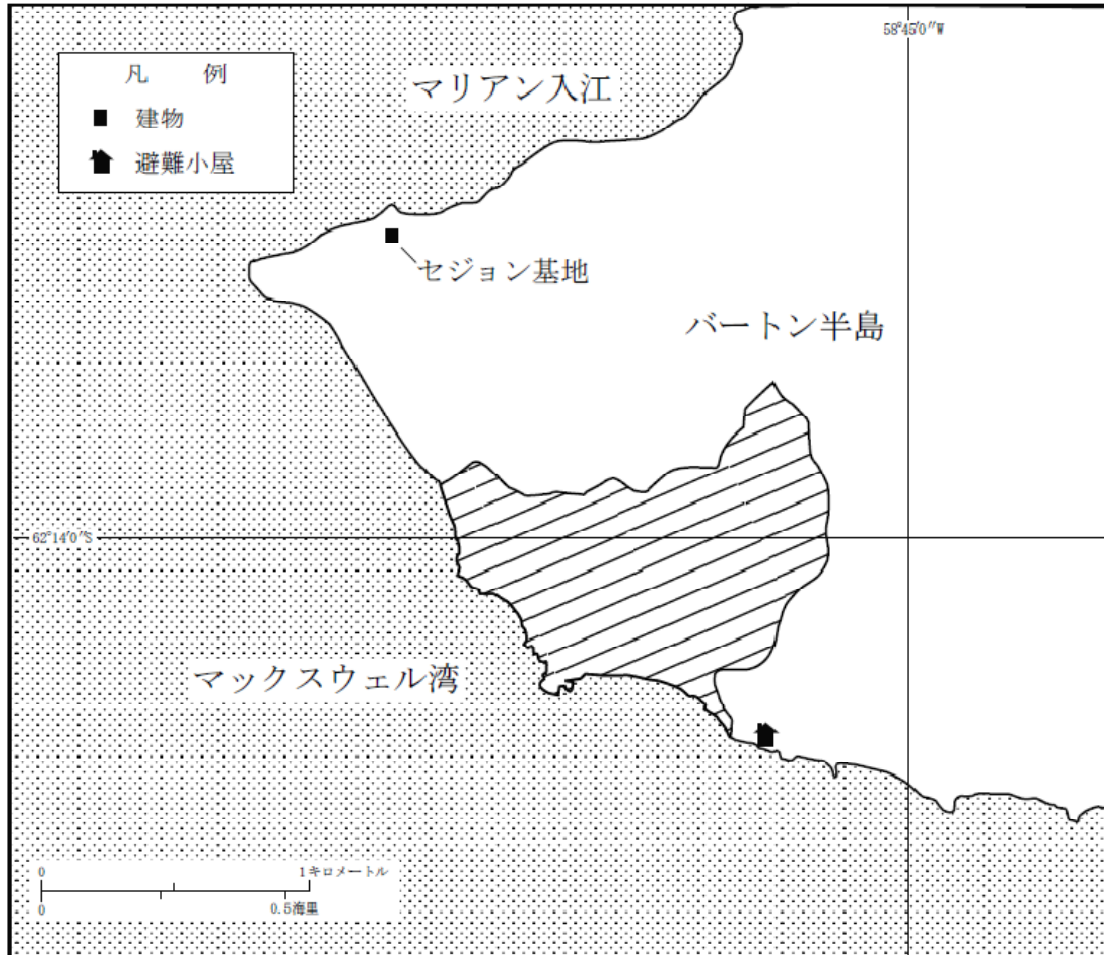 58°45′0″W
凡　例
建物
避難小屋
マリアン入江
セジョン基地
バートン半島
62°14′0″S
マックスウェル湾
0 1キロメートル
0 0.5海里